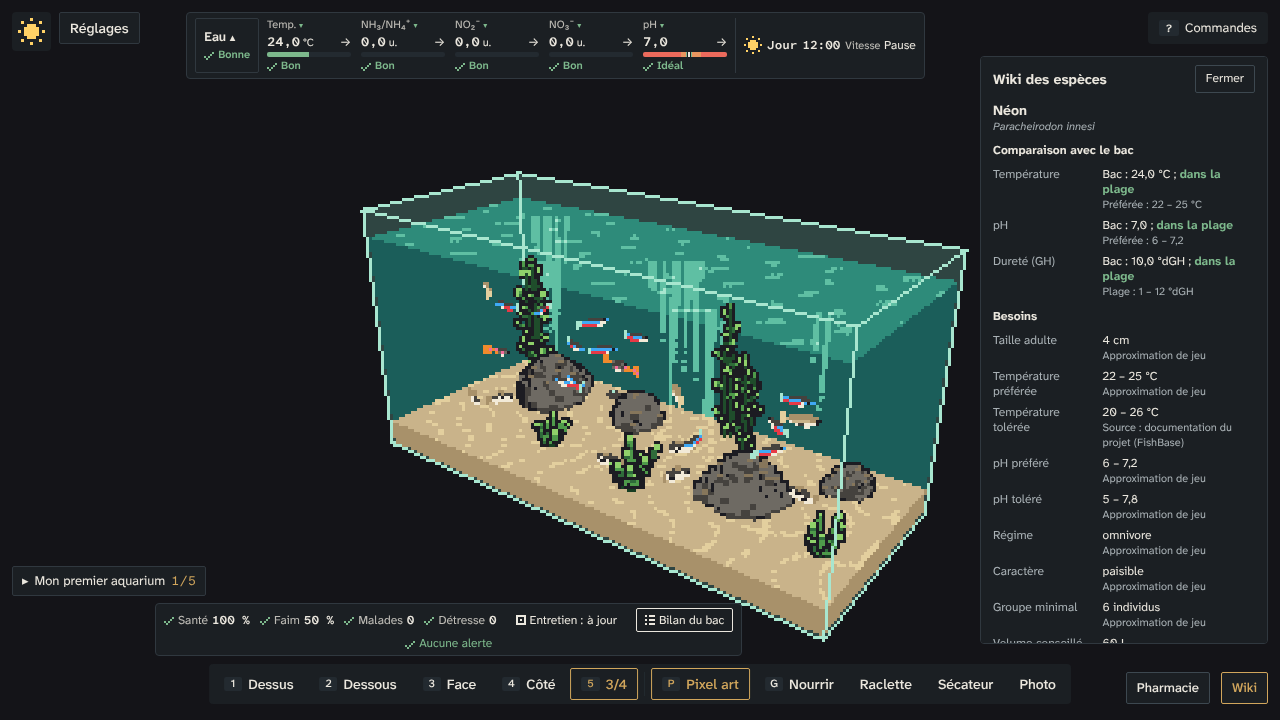 Réglages
Eau ▴
Bonne
Temp. ▾
24,0 °C →
Bon
NH₃/NH₄⁺ ▾
0,0 u. →
Bon
NO₂⁻ ▾
0,0 u. →
Bon
NO₃⁻ ▾
0,0 u. →
Bon
pH ▾
7,0 →
Idéal
Jour 12:00 Vitesse Pause
? Commandes
Wiki des espèces
Fermer
Néon
Paracheirodon innesi
Comparaison avec le bac
Température
Bac : 24,0 °C ; dans la
plage
Préférée : 22 – 25 °C
pH
Bac : 7,0 ; dans la plage
Préférée : 6 – 7,2
Dureté (GH)
Bac : 10,0 °dGH ; dans la
plage
Plage : 1 – 12 °dGH
Besoins
Taille adulte
4 cm
Approximation de jeu
Température
préférée
22 – 25 °C
Approximation de jeu
Température
tolérée
20 – 26 °C
Source : documentation du
projet (FishBase)
pH préféré
6 – 7,2
Approximation de jeu
pH toléré
5 – 7,8
Approximation de jeu
Régime
omnivore
Approximation de jeu
Caractère
paisible
Approximation de jeu
Groupe minimal
6 individus
Approximation de jeu
Volume conseillé
60 L
▸ Mon premier aquarium 1/5
Santé 100 % Faim 50 % Malades 0 Détresse 0 Entretien : à jour Bilan du bac
Aucune alerte
1 Dessus 2 Dessous 3 Face 4 Côté 5 3/4 P Pixel art G Nourrir Raclette Sécateur Photo
Pharmacie
Wiki